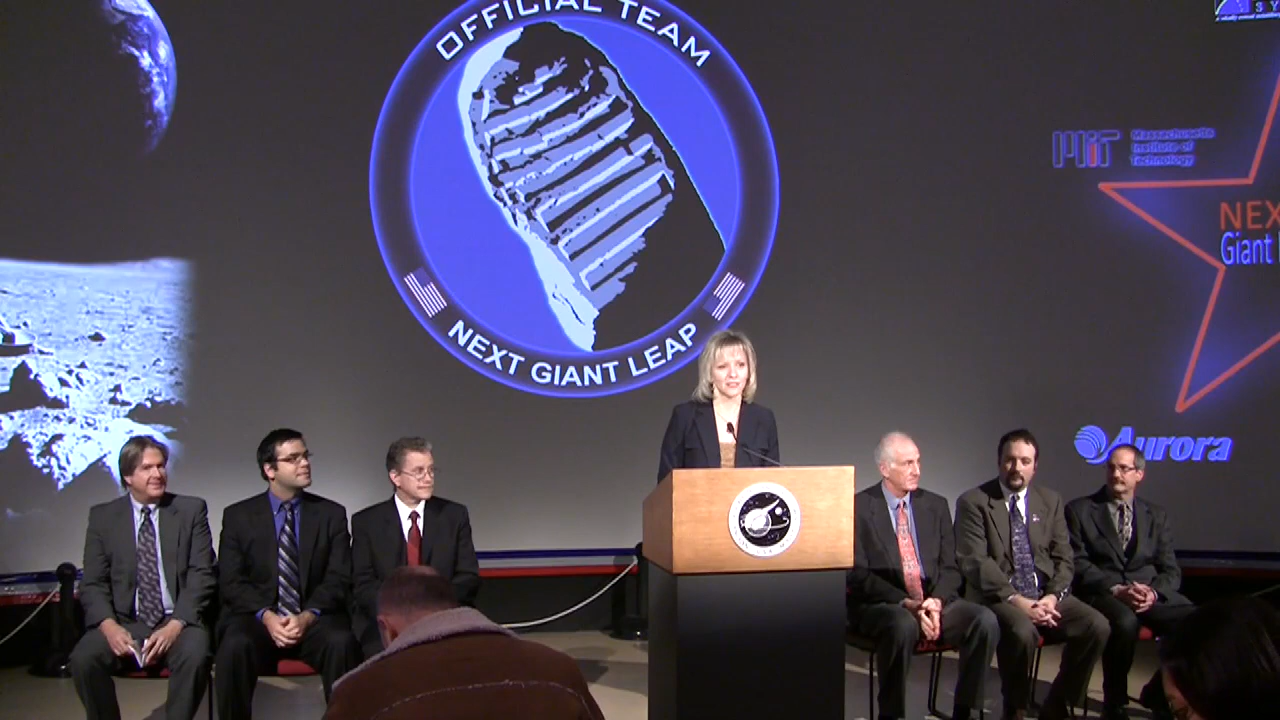 OFFICIAL TEAM
NEXT GIANT LEAP
MIT
Massachusetts
Institute of
Technology
NEX
Giant
Aurora